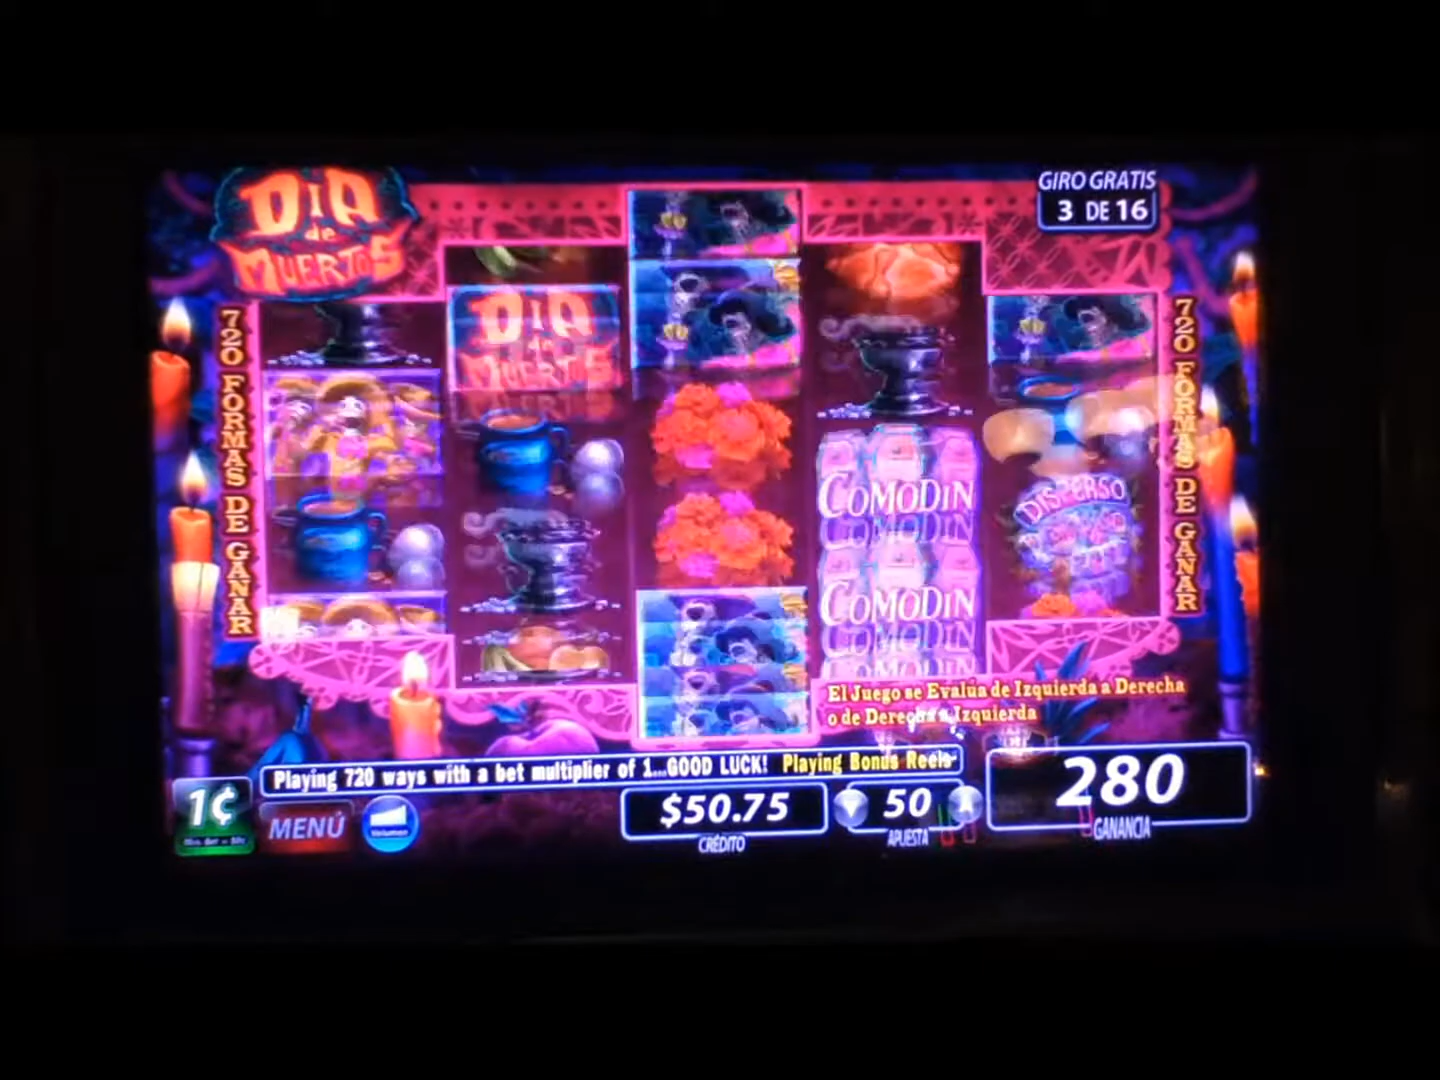 DIA
de
MUERTOS
GIRO GRATIS
3 DE 16
720 FORMAS DE GANAR
720 FORMAS DE GANAR
DIA
de
MUERTOS
COMODIN
COMODIN
COMODIN
DISPERSO
El Juego se Evalúa de Izquierda a Derecha
o de Derecha a Izquierda
Playing 720 ways with a bet multiplier of 1...GOOD LUCK! Playing Bonus Reels
1¢
MENÚ
Volumen
$50.75
CRÉDITO
50
APUESTA
280
GANANCIA